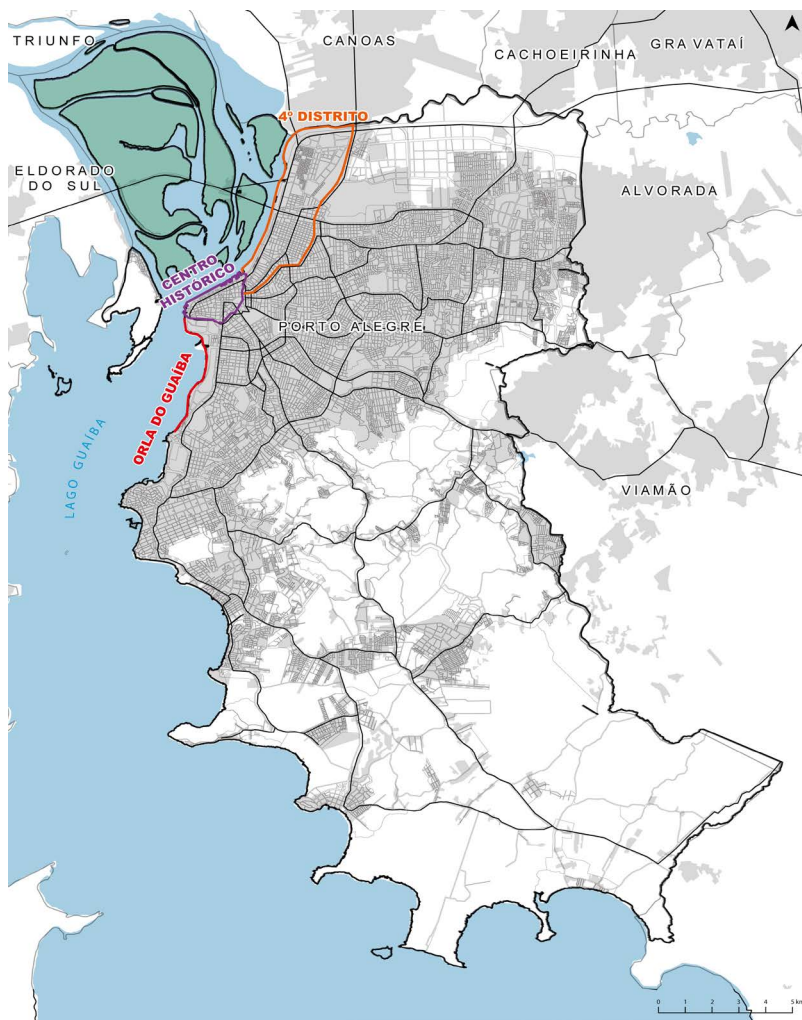 TRIUNFO
CANOAS
GRAVATAÍ
CACHOEIRINHA
4º DISTRITO
ELDORADO
DO SUL
ALVORADA
CENTRO
HISTÓRICO
PORTO ALEGRE
ORLA DO GUAÍBA
LAGO GUAÍBA
VIAMÃO
0 1 2 3 4 5 km